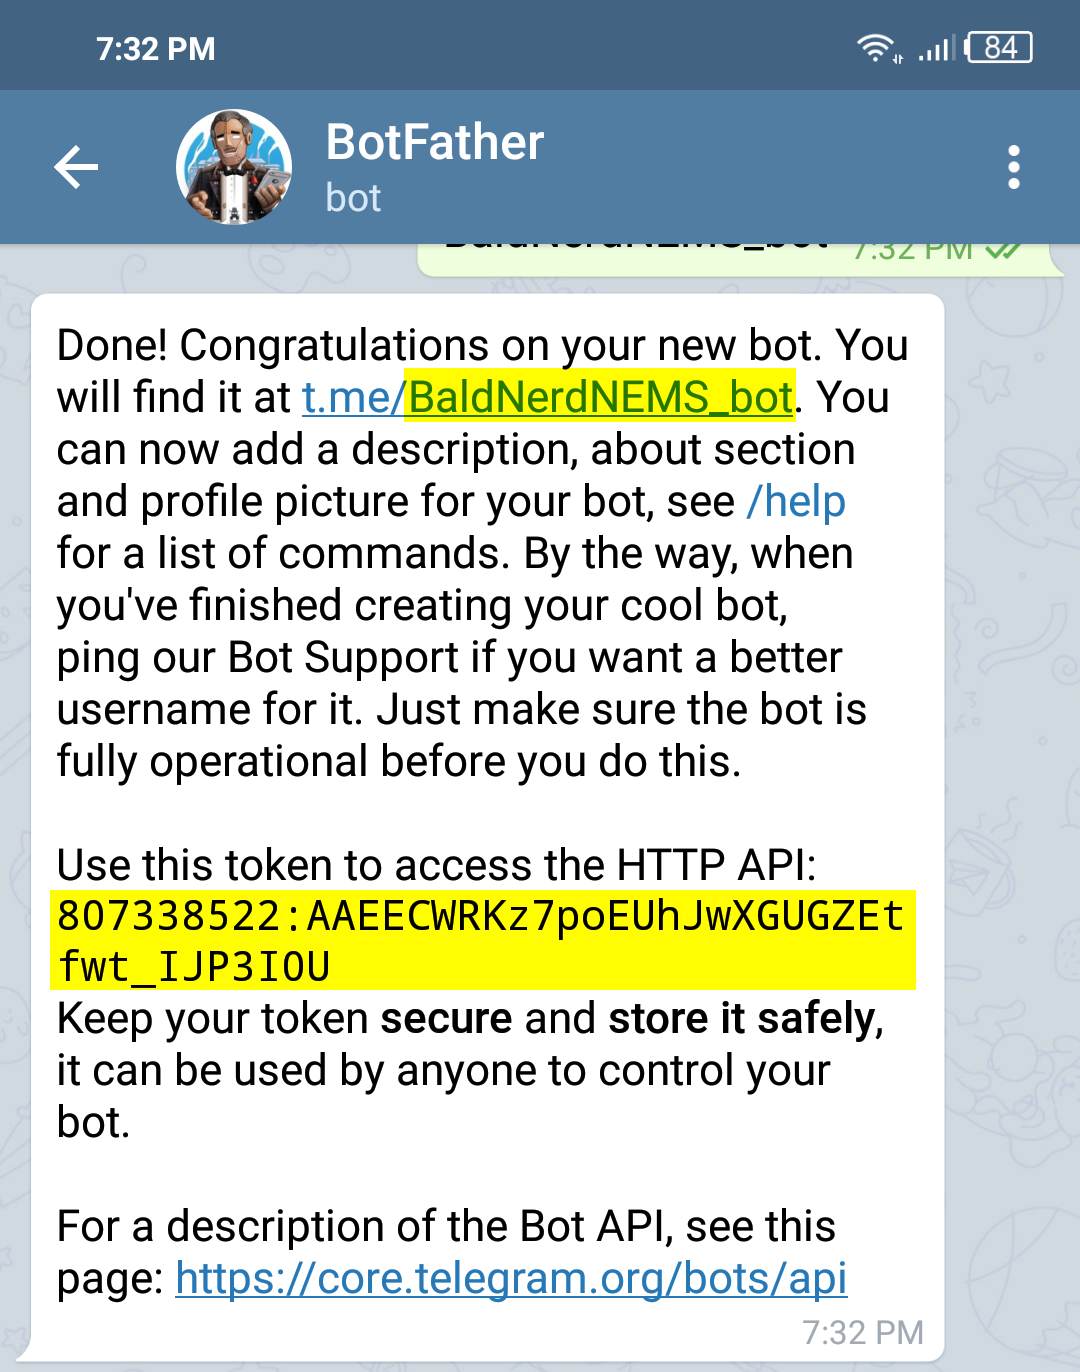 7:32 PM
84
BotFather
bot
BaldNerdNEMS_bot 7:32 PM
Done! Congratulations on your new bot. You
will find it at t.me/BaldNerdNEMS_bot. You
can now add a description, about section
and profile picture for your bot, see /help
for a list of commands. By the way, when
you've finished creating your cool bot,
ping our Bot Support if you want a better
username for it. Just make sure the bot is
fully operational before you do this.
Use this token to access the HTTP API:
807338522:AAEECWRKz7poEUhJwXGUGZEt
fwt_IJP3IOU
Keep your token secure and store it safely,
it can be used by anyone to control your
bot.
For a description of the Bot API, see this
page: https://core.telegram.org/bots/api
7:32 PM